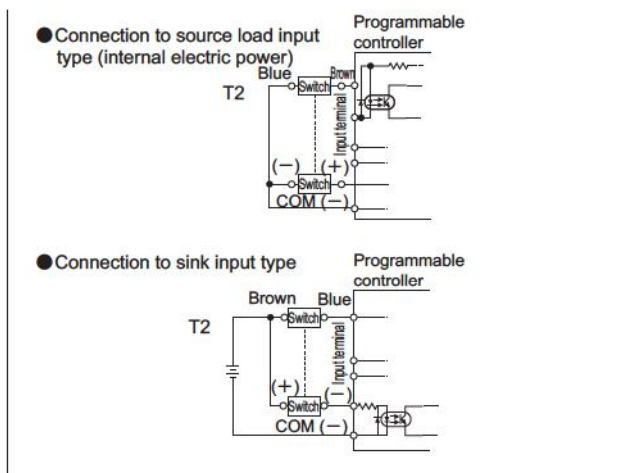 ●Connection to source load input
type (internal electric power)
Programmable
controller
Blue
Brown
T2
Switch
Input terminal
(−) (+)
Switch
COM (−)
●Connection to sink input type
Programmable
controller
Brown Blue
T2
Switch
Input terminal
(+) (−)
Switch
COM (−)